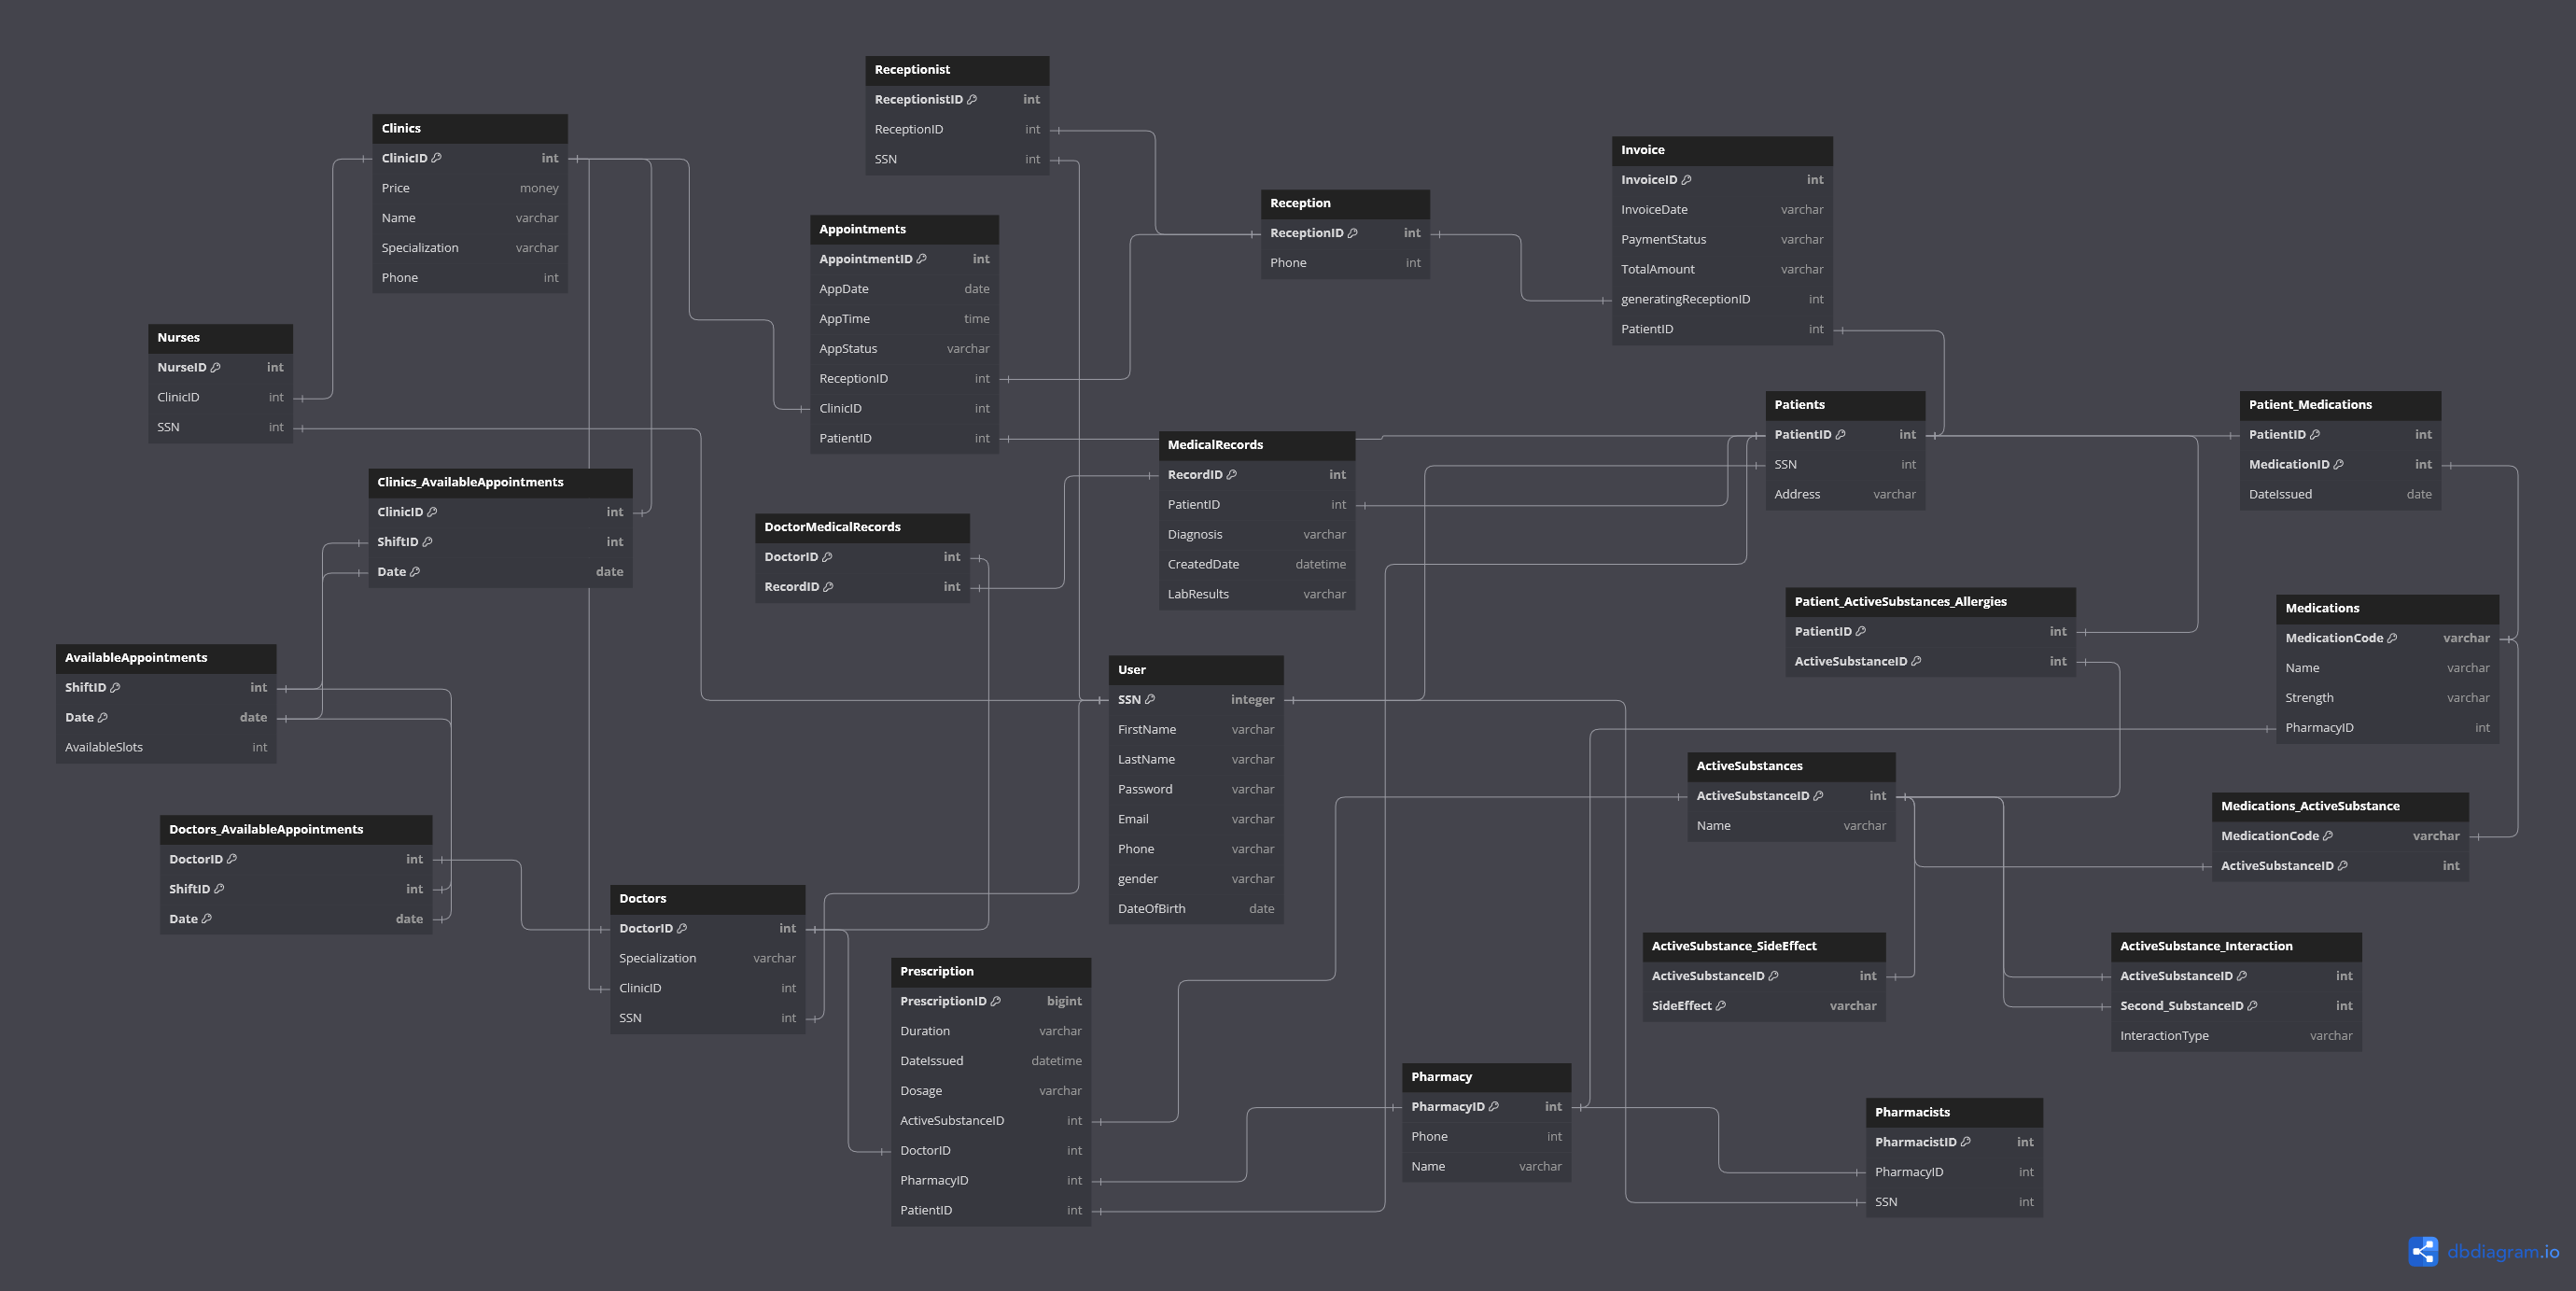 Receptionist
ReceptionistID int
ReceptionID int
SSN int
Clinics
ClinicID int
Price money
Name varchar
Specialization varchar
Phone int
Invoice
InvoiceID int
InvoiceDate varchar
PaymentStatus varchar
TotalAmount varchar
generatingReceptionID int
PatientID int
Reception
ReceptionID int
Phone int
Appointments
AppointmentID int
AppDate date
AppTime time
AppStatus varchar
ReceptionID int
ClinicID int
PatientID int
Nurses
NurseID int
ClinicID int
SSN int
Patients
PatientID int
SSN int
Address varchar
Patient_Medications
PatientID int
MedicationID int
DateIssued date
MedicalRecords
RecordID int
PatientID int
Diagnosis varchar
CreatedDate datetime
LabResults varchar
Clinics_AvailableAppointments
ClinicID int
ShiftID int
Date date
DoctorMedicalRecords
DoctorID int
RecordID int
Patient_ActiveSubstances_Allergies
PatientID int
ActiveSubstanceID int
Medications
MedicationCode varchar
Name varchar
Strength varchar
PharmacyID int
AvailableAppointments
ShiftID int
Date date
AvailableSlots int
User
SSN integer
FirstName varchar
LastName varchar
Password varchar
Email varchar
Phone varchar
gender varchar
DateOfBirth date
ActiveSubstances
ActiveSubstanceID int
Name varchar
Medications_ActiveSubstance
MedicationCode varchar
ActiveSubstanceID int
Doctors_AvailableAppointments
DoctorID int
ShiftID int
Date date
Doctors
DoctorID int
Specialization varchar
ClinicID int
SSN int
ActiveSubstance_SideEffect
ActiveSubstanceID int
SideEffect varchar
ActiveSubstance_Interaction
ActiveSubstanceID int
Second_SubstanceID int
InteractionType varchar
Prescription
PrescriptionID bigint
Duration varchar
DateIssued datetime
Dosage varchar
ActiveSubstanceID int
DoctorID int
PharmacyID int
PatientID int
Pharmacy
PharmacyID int
Phone int
Name varchar
Pharmacists
PharmacistID int
PharmacyID int
SSN int
dbdiagram.io